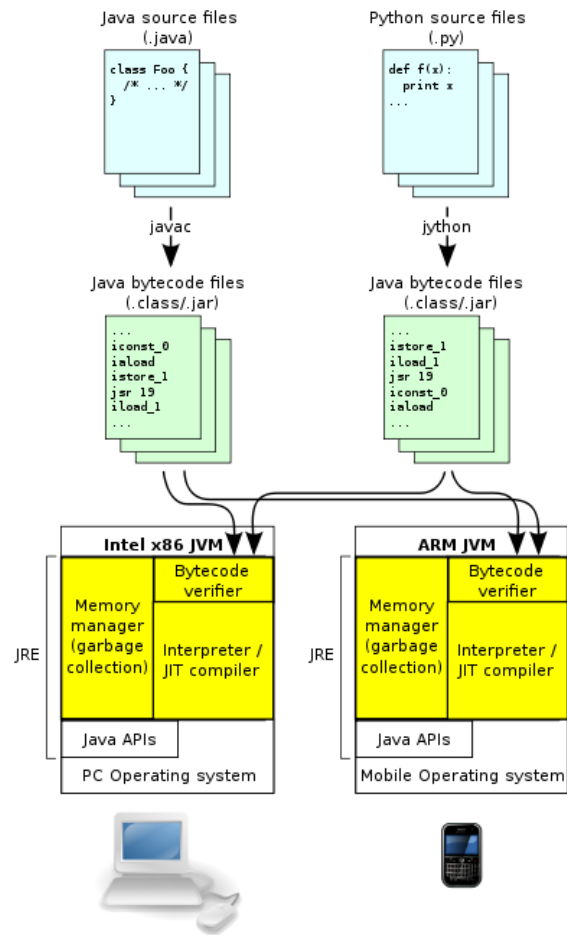 Java source files
(.java)
class Foo {
/* ... */
}
Python source files
(.py)
def f(x):
print x
...
javac
jython
Java bytecode files
(.class/.jar)
...
iconst_0
iaload
istore_1
jsr 19
iload_1
...
Java bytecode files
(.class/.jar)
...
istore_1
iload_1
jsr 19
iconst_0
iaload
...
JRE
Intel x86 JVM
Memory
manager
(garbage
collection)
Bytecode
verifier
Interpreter /
JIT compiler
Java APIs
PC Operating system
JRE
ARM JVM
Memory
manager
(garbage
collection)
Bytecode
verifier
Interpreter /
JIT compiler
Java APIs
Mobile Operating system